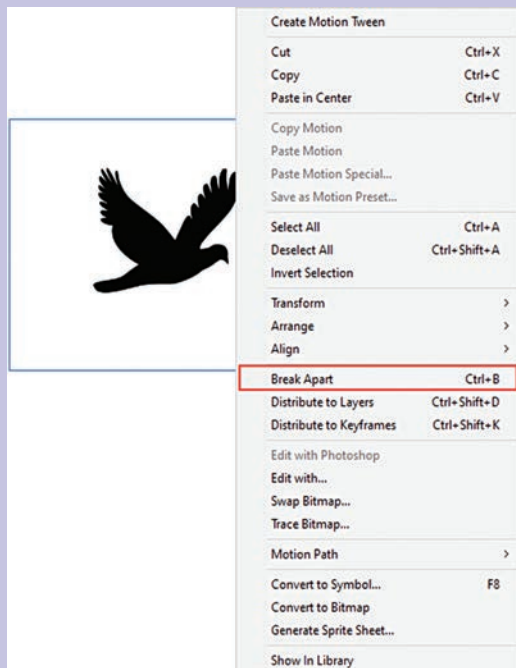 Create Motion Tween
Cut Ctrl+X
Copy Ctrl+C
Paste in Center Ctrl+V
Copy Motion
Paste Motion
Paste Motion Special...
Save as Motion Preset...
Select All Ctrl+A
Deselect All Ctrl+Shift+A
Invert Selection
Transform >
Arrange >
Align >
Break Apart Ctrl+B
Distribute to Layers Ctrl+Shift+D
Distribute to Keyframes Ctrl+Shift+K
Edit with Photoshop
Edit with...
Swap Bitmap...
Trace Bitmap...
Motion Path >
Convert to Symbol... F8
Convert to Bitmap
Generate Sprite Sheet...
Show In Library